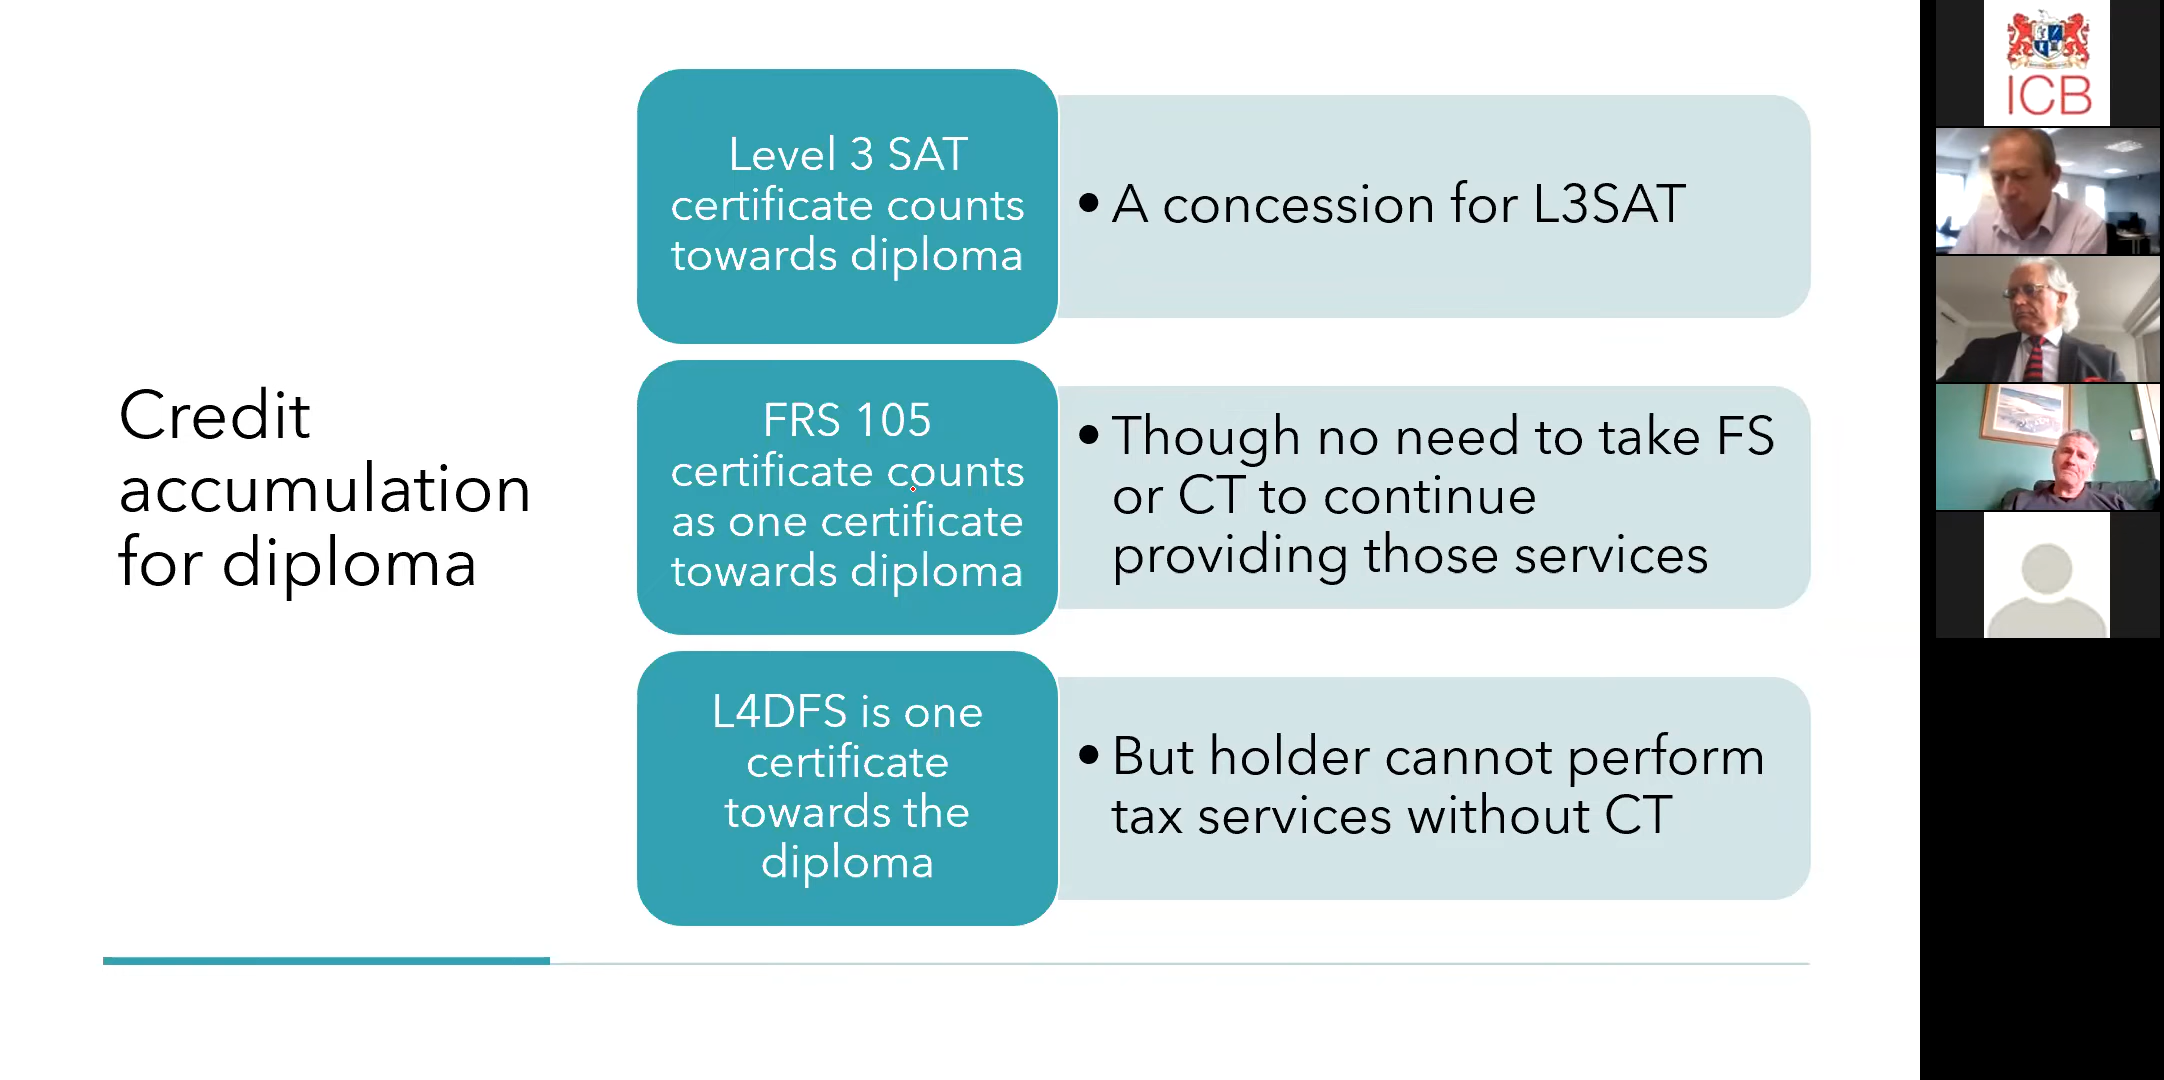 Credit
accumulation
for diploma
Level 3 SAT
certificate counts
towards diploma
• A concession for L3SAT
FRS 105
certificate counts
as one certificate
towards diploma
• Though no need to take FS
or CT to continue
providing those services
L4DFS is one
certificate
towards the
diploma
• But holder cannot perform
tax services without CT
ICB